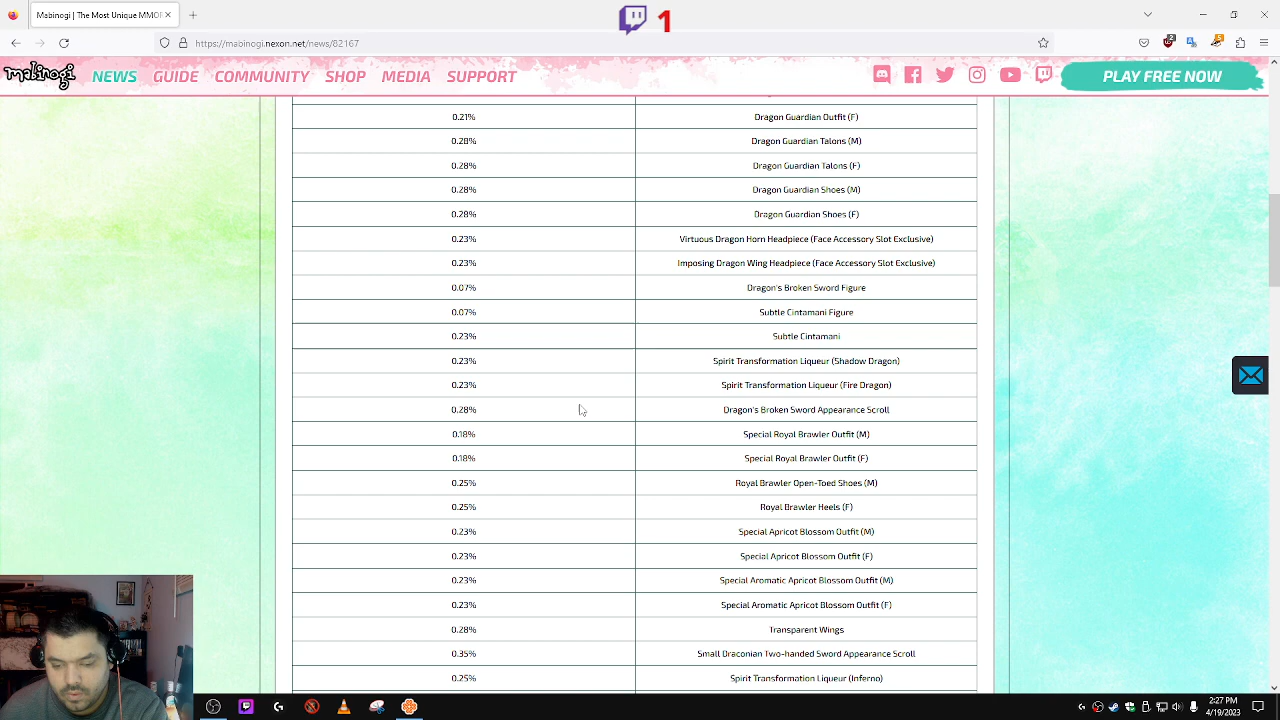 Mabinogi | The Most Unique MMOR
1
https://mabinogi.nexon.net/news/82167
mabinogi
NEWS GUIDE COMMUNITY SHOP MEDIA SUPPORT
PLAY FREE NOW
0.21% Dragon Guardian Outfit (F)
0.28% Dragon Guardian Talons (M)
0.28% Dragon Guardian Talons (F)
0.28% Dragon Guardian Shoes (M)
0.28% Dragon Guardian Shoes (F)
0.23% Virtuous Dragon Horn Headpiece (Face Accessory Slot Exclusive)
0.23% Imposing Dragon Wing Headpiece (Face Accessory Slot Exclusive)
0.07% Dragon's Broken Sword Figure
0.07% Subtle Cintamani Figure
0.23% Subtle Cintamani
0.23% Spirit Transformation Liqueur (Shadow Dragon)
0.23% Spirit Transformation Liqueur (Fire Dragon)
0.28% Dragon's Broken Sword Appearance Scroll
0.18% Special Royal Brawler Outfit (M)
0.18% Special Royal Brawler Outfit (F)
0.25% Royal Brawler Open-Toed Shoes (M)
0.25% Royal Brawler Heels (F)
0.23% Special Apricot Blossom Outfit (M)
0.23% Special Apricot Blossom Outfit (F)
0.23% Special Aromatic Apricot Blossom Outfit (M)
0.23% Special Aromatic Apricot Blossom Outfit (F)
0.28% Transparent Wings
0.35% Small Draconian Two-handed Sword Appearance Scroll
0.25% Spirit Transformation Liqueur (Inferno)
2:27 PM
4/19/2023